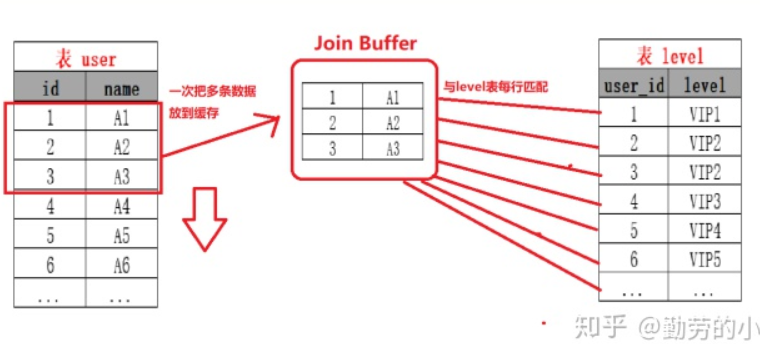 Join Buffer
表 user
id name
1 A1
2 A2
3 A3
4 A4
5 A5
6 A6
... ...
一次把多条数据
放到缓存
1 A1
2 A2
3 A3
与level表每行匹配
表 level
user_id level
1 VIP1
2 VIP2
3 VIP2
4 VIP3
5 VIP4
6 VIP5
... ...
知乎 @勤劳的小